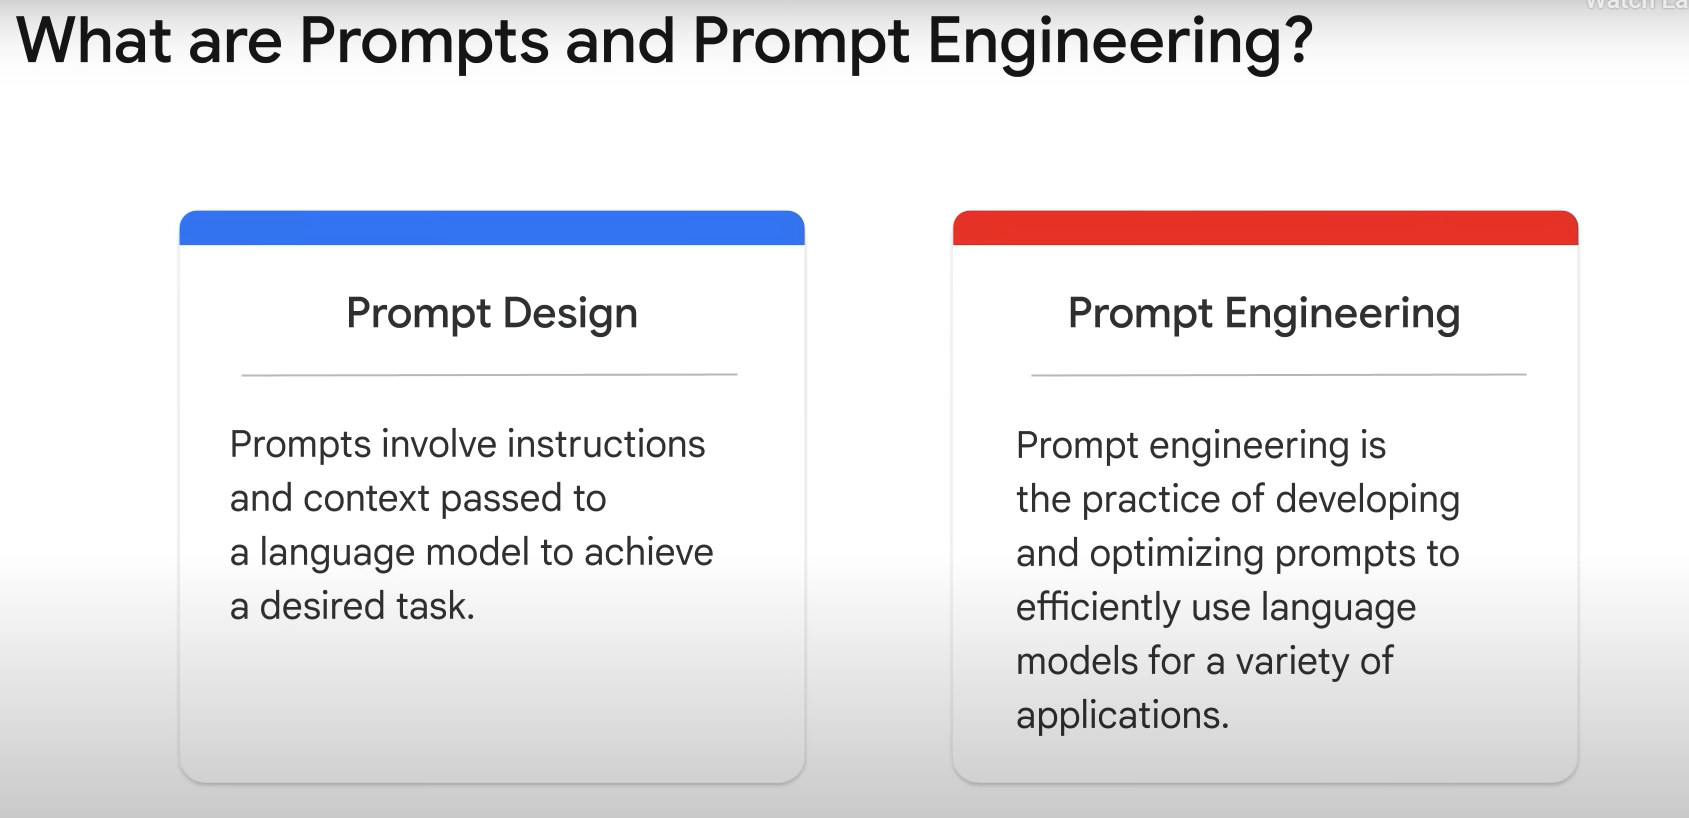 What are Prompts and Prompt Engineering?
Watch La
Prompt Design
Prompts involve instructions
and context passed to
a language model to achieve
a desired task.
Prompt Engineering
Prompt engineering is
the practice of developing
and optimizing prompts to
efficiently use language
models for a variety of
applications.